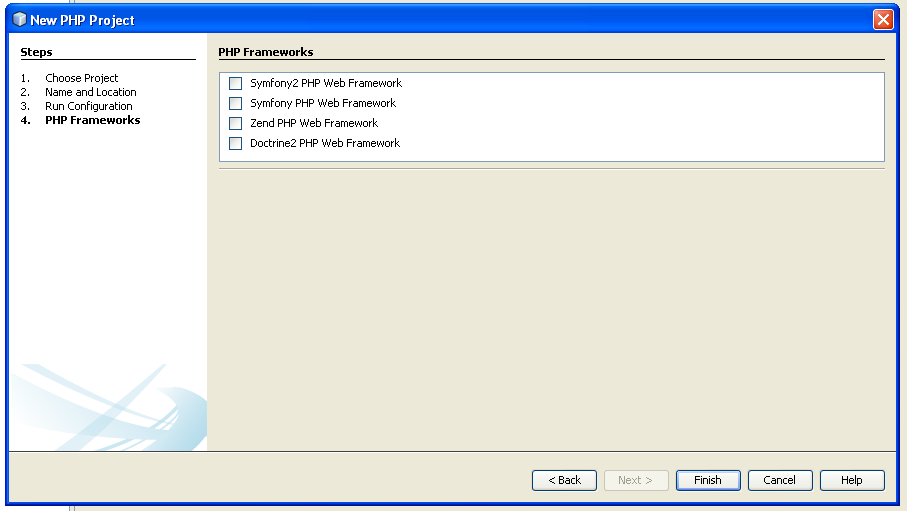 New PHP Project
Steps
1. Choose Project
2. Name and Location
3. Run Configuration
4. PHP Frameworks
PHP Frameworks
Symfony2 PHP Web Framework
Symfony PHP Web Framework
Zend PHP Web Framework
Doctrine2 PHP Web Framework
< Back Next > Finish Cancel Help